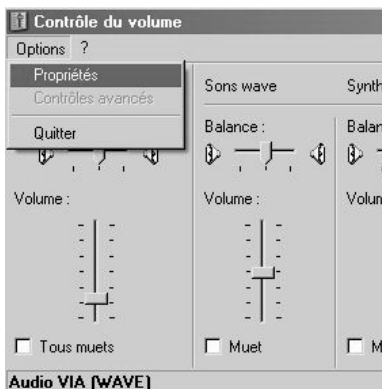 Contrôle du volume
Options ?
Propriétés
Contrôles avancés
Quitter
Sons wave
Balance :
Volume :
Volume :
Tous muets
Muet
Audio VIA (WAVE)